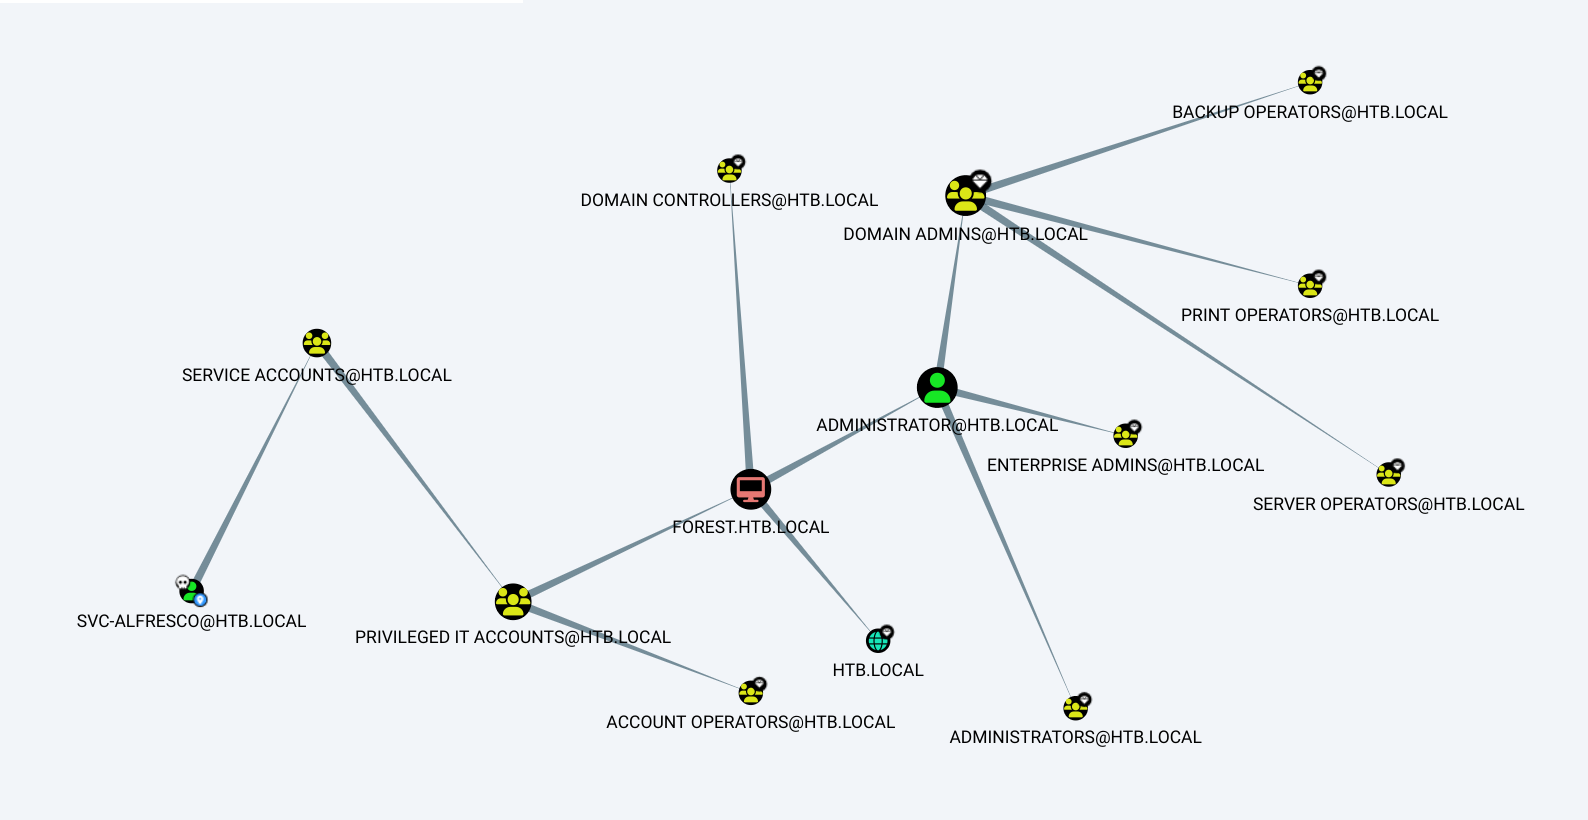 BACKUP OPERATORS@HTB.LOCAL
DOMAIN CONTROLLERS@HTB.LOCAL
DOMAIN ADMINS@HTB.LOCAL
PRINT OPERATORS@HTB.LOCAL
SERVICE ACCOUNTS@HTB.LOCAL
ADMINISTRATOR@HTB.LOCAL
ENTERPRISE ADMINS@HTB.LOCAL
SERVER OPERATORS@HTB.LOCAL
FOREST.HTB.LOCAL
SVC-ALFRESCO@HTB.LOCAL
PRIVILEGED IT ACCOUNTS@HTB.LOCAL
HTB.LOCAL
ACCOUNT OPERATORS@HTB.LOCAL
ADMINISTRATORS@HTB.LOCAL